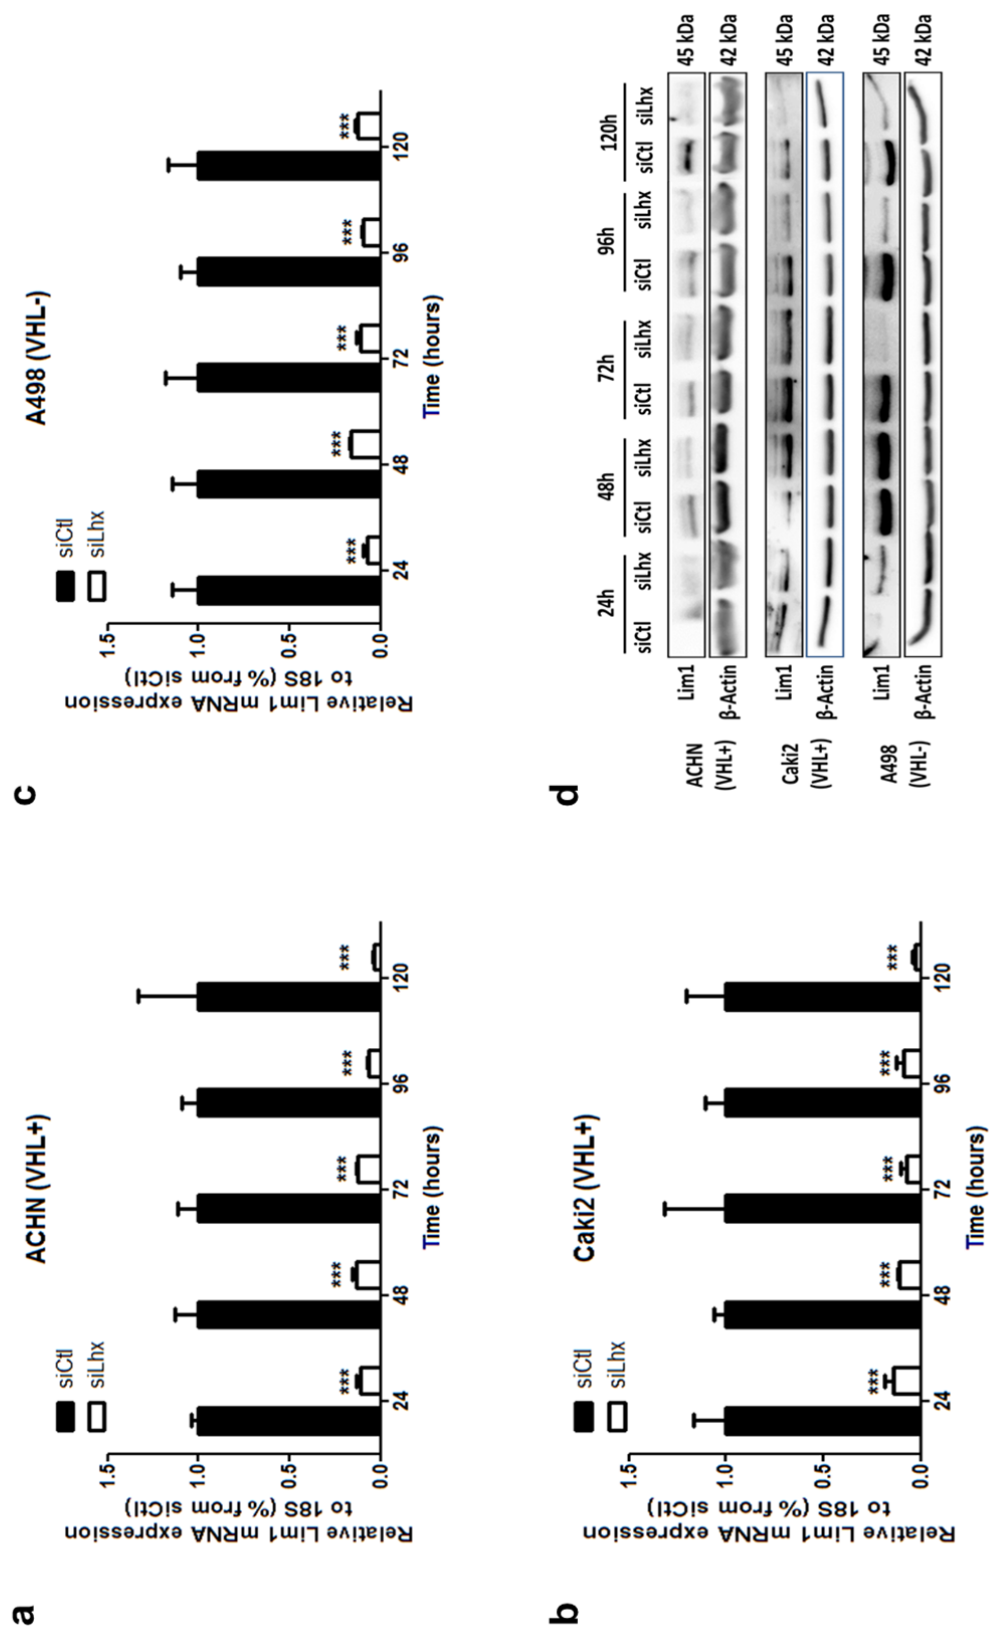 a
ACHN (VHL+)
siCtl
siLhx
Relative Lim1 mRNA expression
to 18S (% from siCtl)
1.5
1.0
0.5
0.0
*** *** *** *** ***
24 48 72 96 120
Time (hours)
b
Caki2 (VHL+)
siCtl
siLhx
Relative Lim1 mRNA expression
to 18S (% from siCtl)
1.5
1.0
0.5
0.0
*** *** *** *** ***
24 48 72 96 120
Time (hours)
c
A498 (VHL-)
siCtl
siLhx
Relative Lim1 mRNA expression
to 18S (% from siCtl)
1.5
1.0
0.5
0.0
*** *** *** *** ***
24 48 72 96 120
Time (hours)
d
24h 48h 72h 96h 120h
siCtl siLhx siCtl siLhx siCtl siLhx siCtl siLhx siCtl siLhx
ACHN Lim1 45 kDa
(VHL+) β-Actin 42 kDa
Caki2 Lim1 45 kDa
(VHL+) β-Actin 42 kDa
A498 Lim1 45 kDa
(VHL-) β-Actin 42 kDa